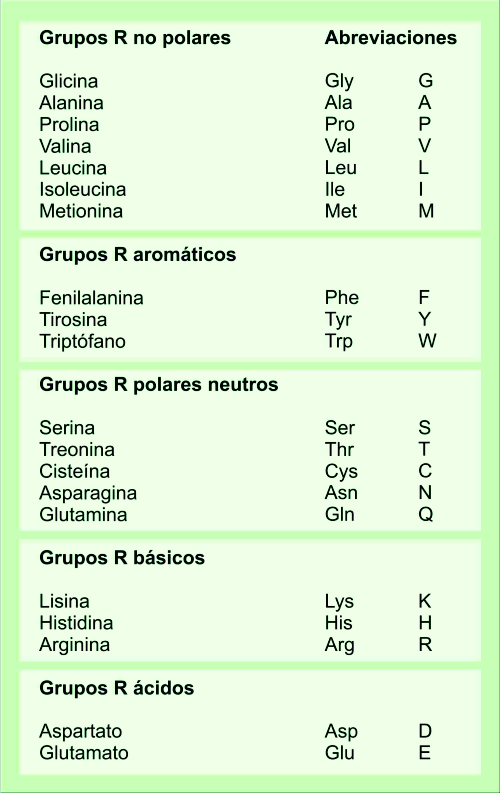 Grupos R no polares Abreviaciones
Glicina Gly G
Alanina Ala A
Prolina Pro P
Valina Val V
Leucina Leu L
Isoleucina Ile I
Metionina Met M
Grupos R aromáticos
Fenilalanina Phe F
Tirosina Tyr Y
Triptófano Trp W
Grupos R polares neutros
Serina Ser S
Treonina Thr T
Cisteína Cys C
Asparagina Asn N
Glutamina Gln Q
Grupos R básicos
Lisina Lys K
Histidina His H
Arginina Arg R
Grupos R ácidos
Aspartato Asp D
Glutamato Glu E